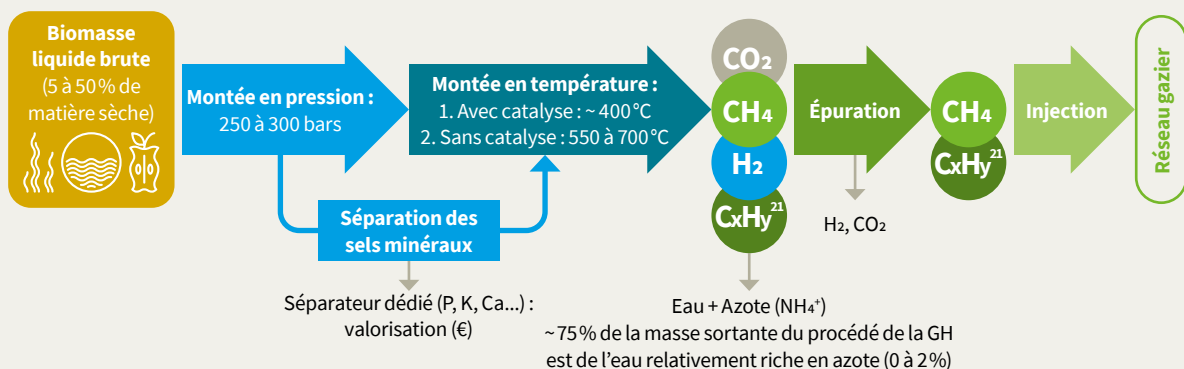 Biomasse
liquide brute
(5 à 50 % de
matière sèche)
Montée en pression :
250 à 300 bars
Séparation des
sels minéraux
Séparateur dédié (P, K, Ca...) :
valorisation (€)
Montée en température :
1. Avec catalyse : ~ 400 °C
2. Sans catalyse : 550 à 700 °C
CO₂
CH₄
H₂
CxHy²¹
Eau + Azote (NH₄⁺)
~ 75 % de la masse sortante du procédé de la GH
est de l’eau relativement riche en azote (0 à 2 %)
Épuration
H₂, CO₂
CH₄
CxHy²¹
Injection
Réseau gazier